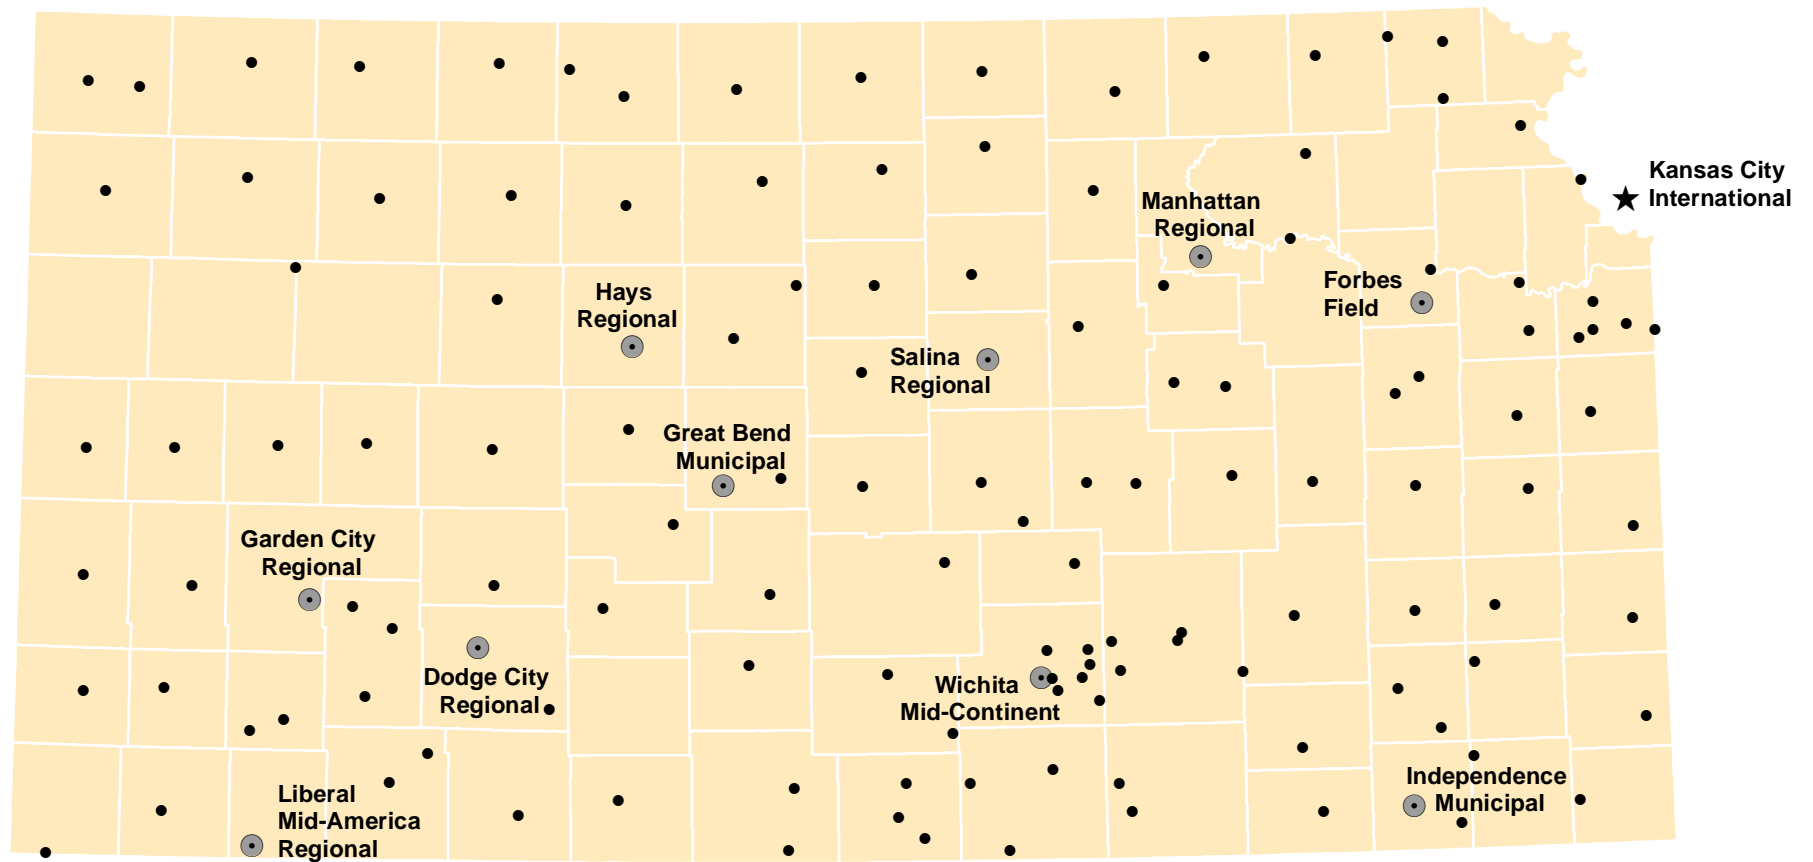 Kansas City
International
Manhattan
Regional
Forbes
Field
Hays
Regional
Salina
Regional
Great Bend
Municipal
Garden City
Regional
Dodge City
Regional
Wichita
Mid-Continent
Independence
Municipal
Liberal
Mid-America
Regional